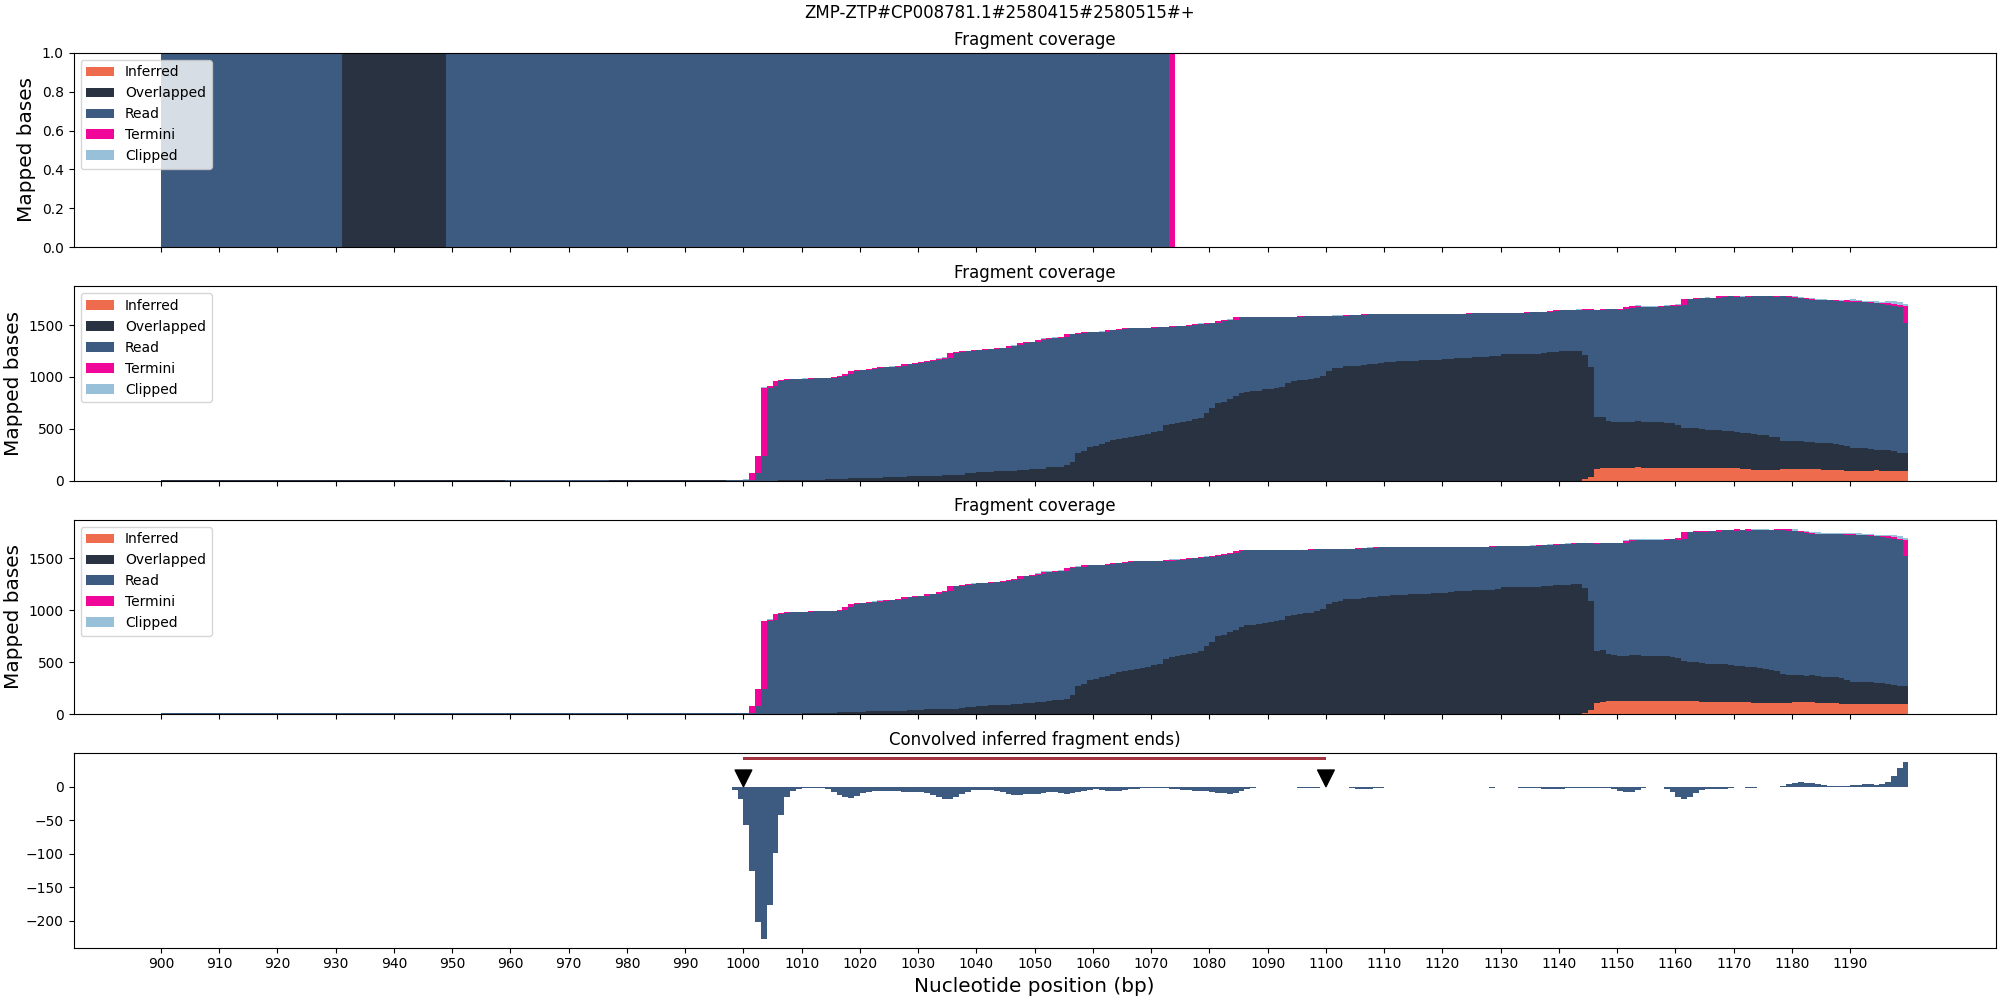 ZMP-ZTP#CP008781.1#2580415#2580515#+
Fragment coverage
Mapped bases
1.0
0.8
0.6
0.4
0.2
0.0
Inferred
Overlapped
Read
Termini
Clipped
Fragment coverage
Mapped bases
1500
1000
500
0
Inferred
Overlapped
Read
Termini
Clipped
Fragment coverage
Mapped bases
1500
1000
500
0
Inferred
Overlapped
Read
Termini
Clipped
Convolved inferred fragment ends)
0
−50
−100
−150
−200
900 910 920 930 940 950 960 970 980 990 1000 1010 1020 1030 1040 1050 1060 1070 1080 1090 1100 1110 1120 1130 1140 1150 1160 1170 1180 1190
Nucleotide position (bp)